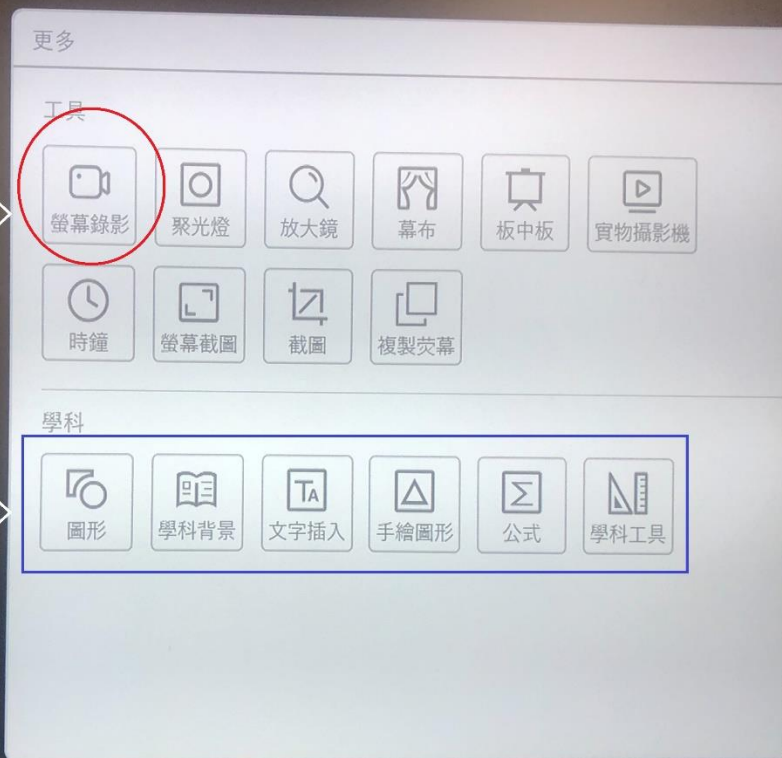 更多
工具
螢幕錄影 聚光燈 放大鏡 幕布 板中板 實物攝影機
時鐘 螢幕截圖 截圖 複製荧幕
學科
TA
圖形 學科背景 文字插入 手繪圖形 公式 學科工具